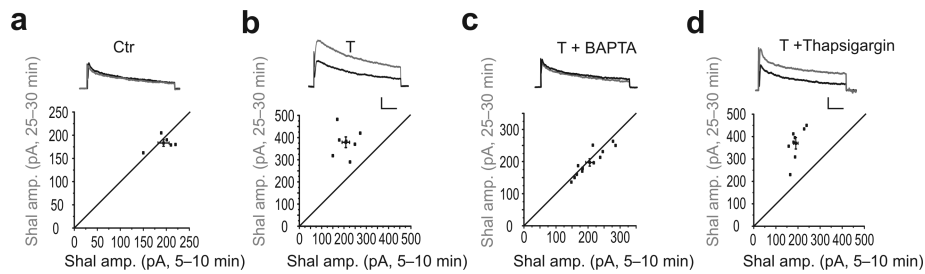 a
Ctr
Shal amp. (pA, 25–30 min)
250
200
150
100
50
0
0 50 100 150 200 250
Shal amp. (pA, 5–10 min)
b
T
Shal amp. (pA, 25–30 min)
500
400
300
200
100
0
0 100 200 300 400 500
Shal amp. (pA, 5–10 min)
c
T + BAPTA
Shal amp. (pA, 25–30 min)
300
200
100
0
0 100 200 300
Shal amp. (pA, 5–10 min)
d
T +Thapsigargin
Shal amp. (pA, 25–30 min)
500
400
300
200
100
0
0 100 200 300 400 500
Shal amp. (pA, 5–10 min)